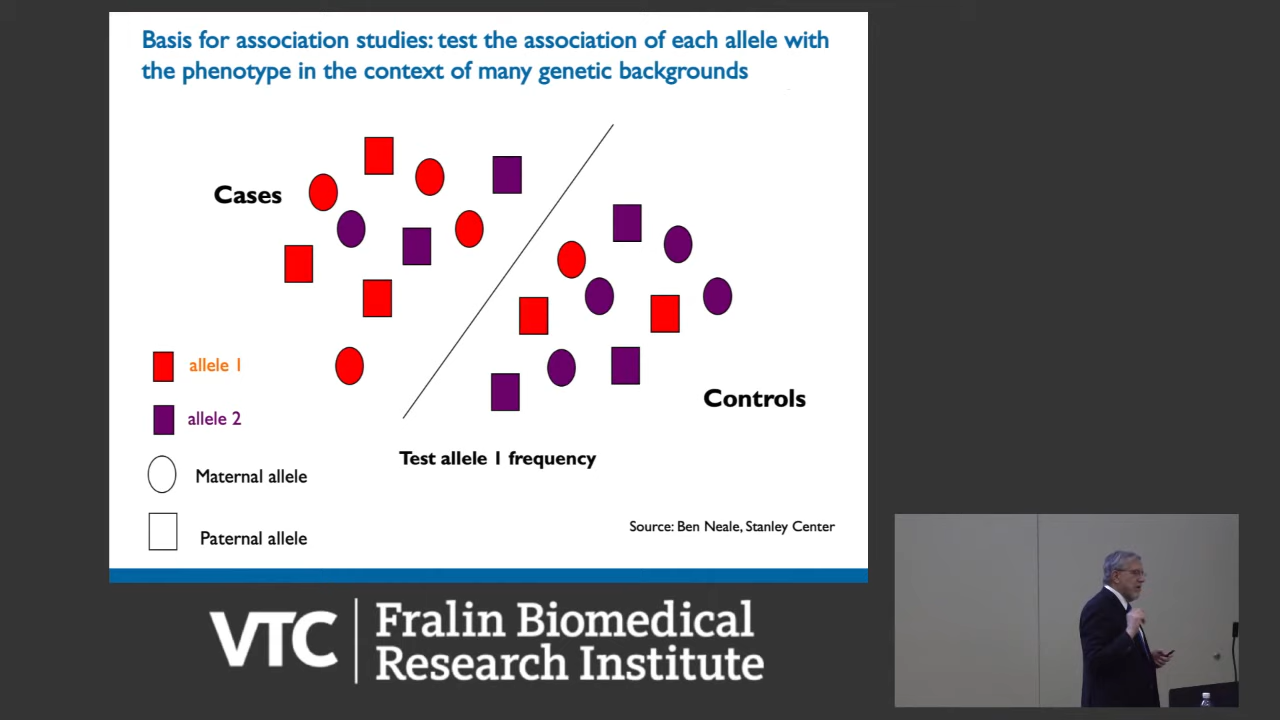 Basis for association studies: test the association of each allele with
the phenotype in the context of many genetic backgrounds
Cases
allele 1
allele 2
Maternal allele
Paternal allele
Controls
Test allele 1 frequency
Source: Ben Neale, Stanley Center
VTC
Fralin Biomedical
Research Institute